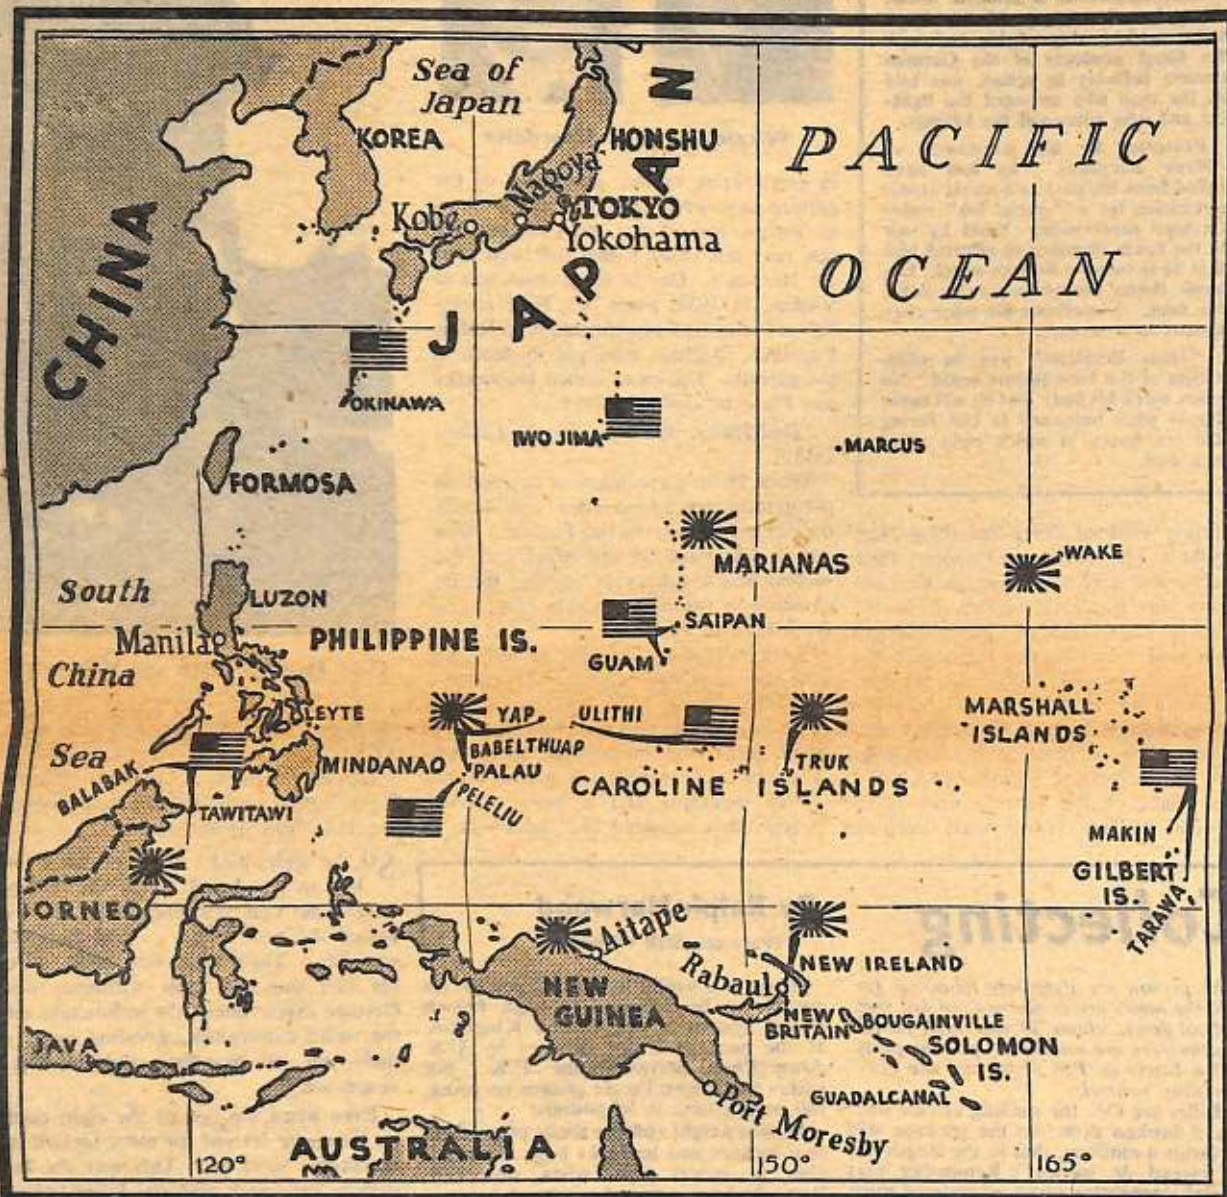 Sea of
Japan
KOREA
HONSHU
JAPAN
Nagoya
Kobe
TOKYO
Yokohama
PACIFIC
OCEAN
CHINA
OKINAWA
IWO JIMA
MARCUS
FORMOSA
MARIANAS
WAKE
South
China
Sea
LUZON
Manila
PHILIPPINE IS.
SAIPAN
GUAM
LEYTE
YAP
ULITHI
BABELTHUAP
PALAU
PELELIU
TRUK
MARSHALL
ISLANDS
MINDANAO
CAROLINE ISLANDS
BALABAK
TAWITAWI
MAKIN
GILBERT
IS.
TARAWA
BORNEO
Aitape
NEW IRELAND
Rabaul
NEW
GUINEA
NEW
BRITAIN
BOUGAINVILLE
SOLOMON
IS.
JAVA
GUADALCANAL
Port Moresby
AUSTRALIA
120°
150°
165°